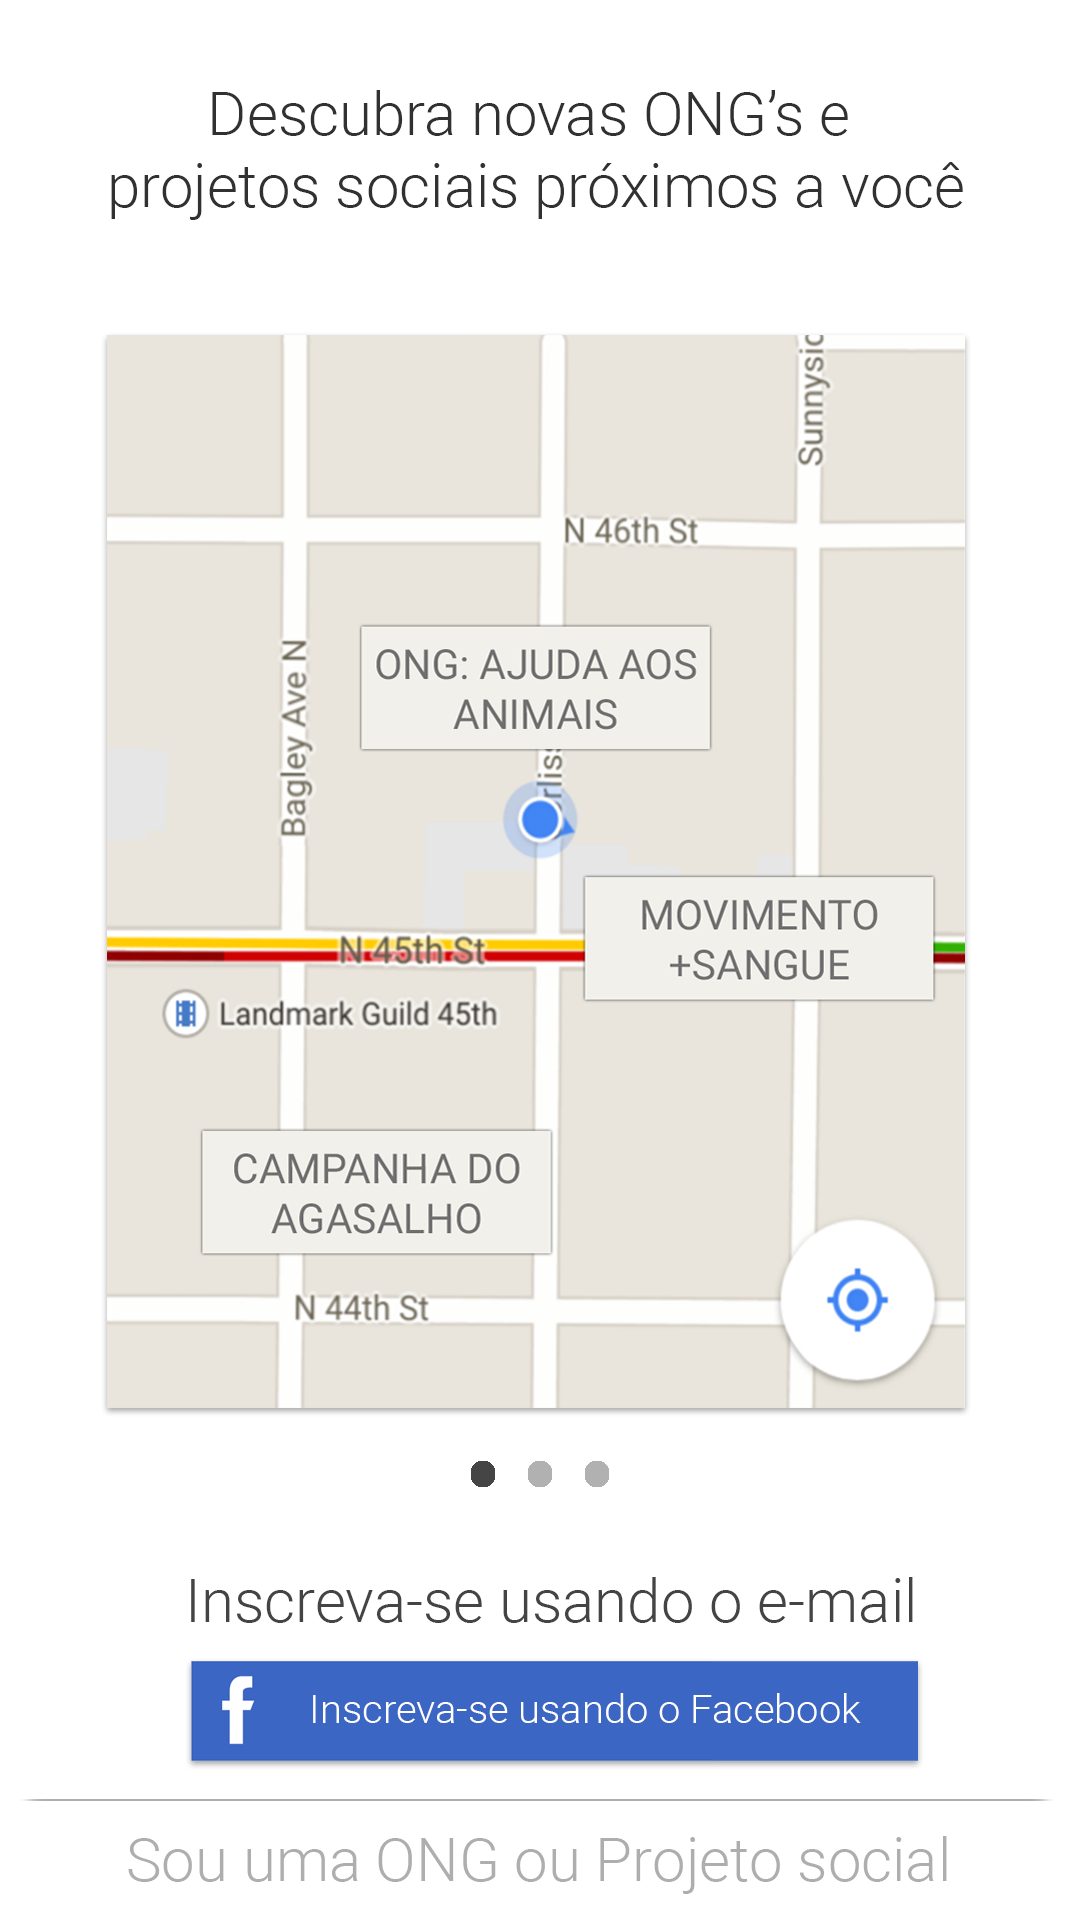 Descubra novas ONG’s e
projetos sociais próximos a você
N 46th St
Bagley Ave N
ONG: AJUDA AOS
ANIMAIS
MOVIMENTO
+SANGUE
N 45th St
Landmark Guild 45th
CAMPANHA DO
AGASALHO
N 44th St
Inscreva-se usando o e-mail
f Inscreva-se usando o Facebook
Sou uma ONG ou Projeto social